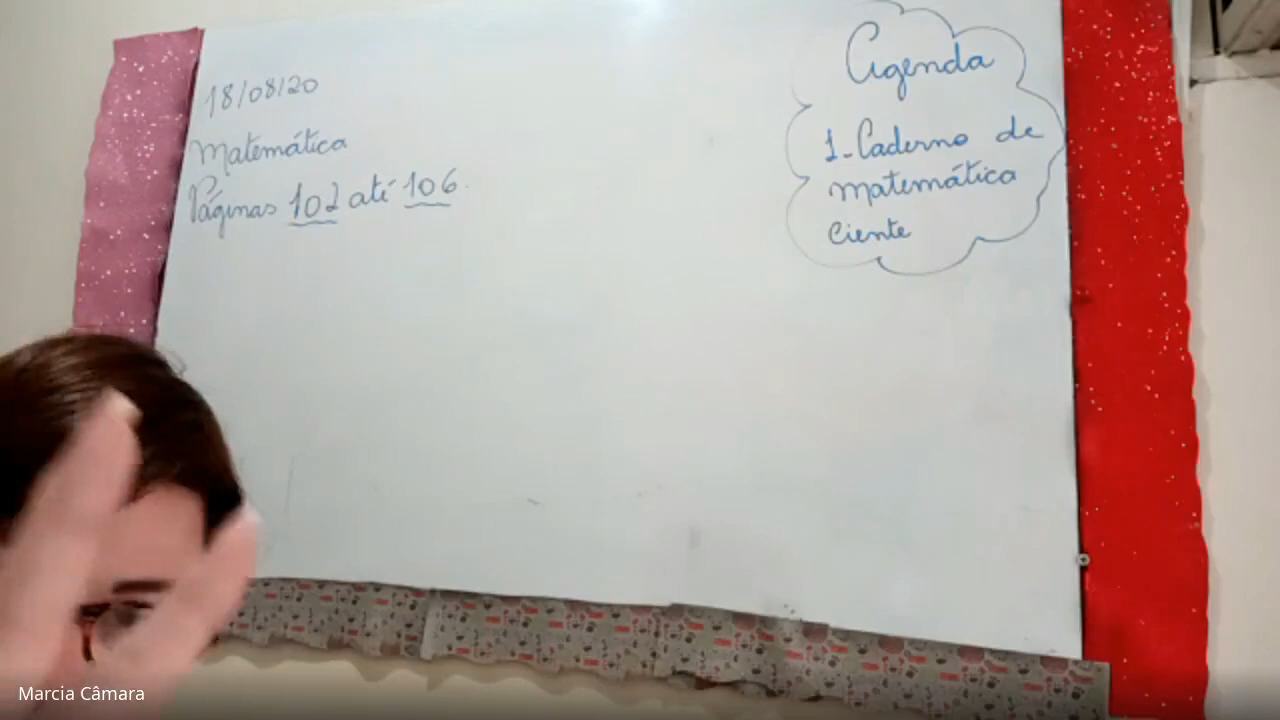 18/08/20
Matemática
Páginas 102 até 106.
Agenda
1-Caderno de
matemática
Ciente
Marcia Câmara